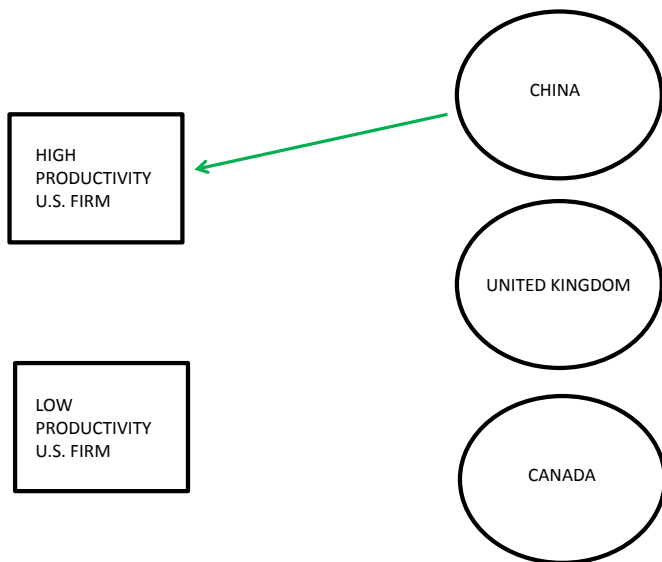 CHINA
HIGH
PRODUCTIVITY
U.S. FIRM
UNITED KINGDOM
LOW
PRODUCTIVITY
U.S. FIRM
CANADA